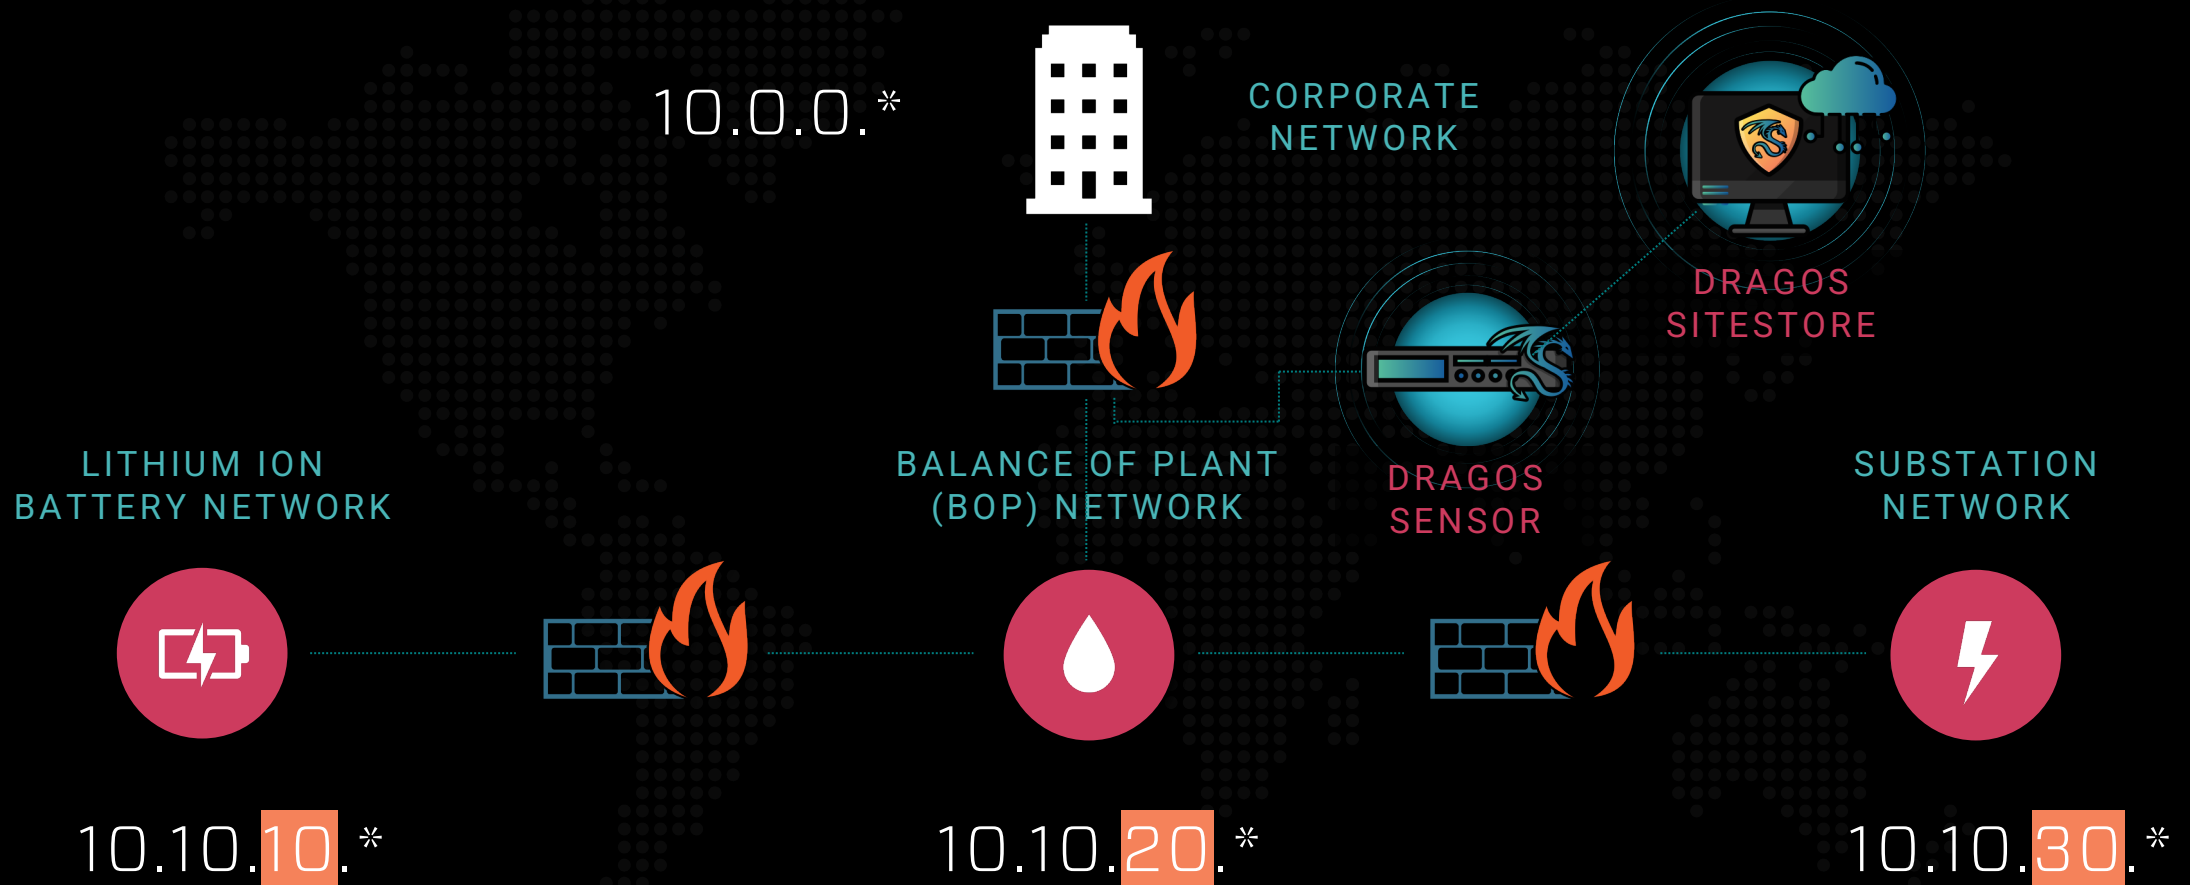 10.0.0.*
CORPORATE
NETWORK
DRAGOS
SITESTORE
LITHIUM ION
BATTERY NETWORK
BALANCE OF PLANT
(BOP) NETWORK
DRAGOS
SENSOR
SUBSTATION
NETWORK
10.10.10.*
10.10.20.*
10.10.30.*